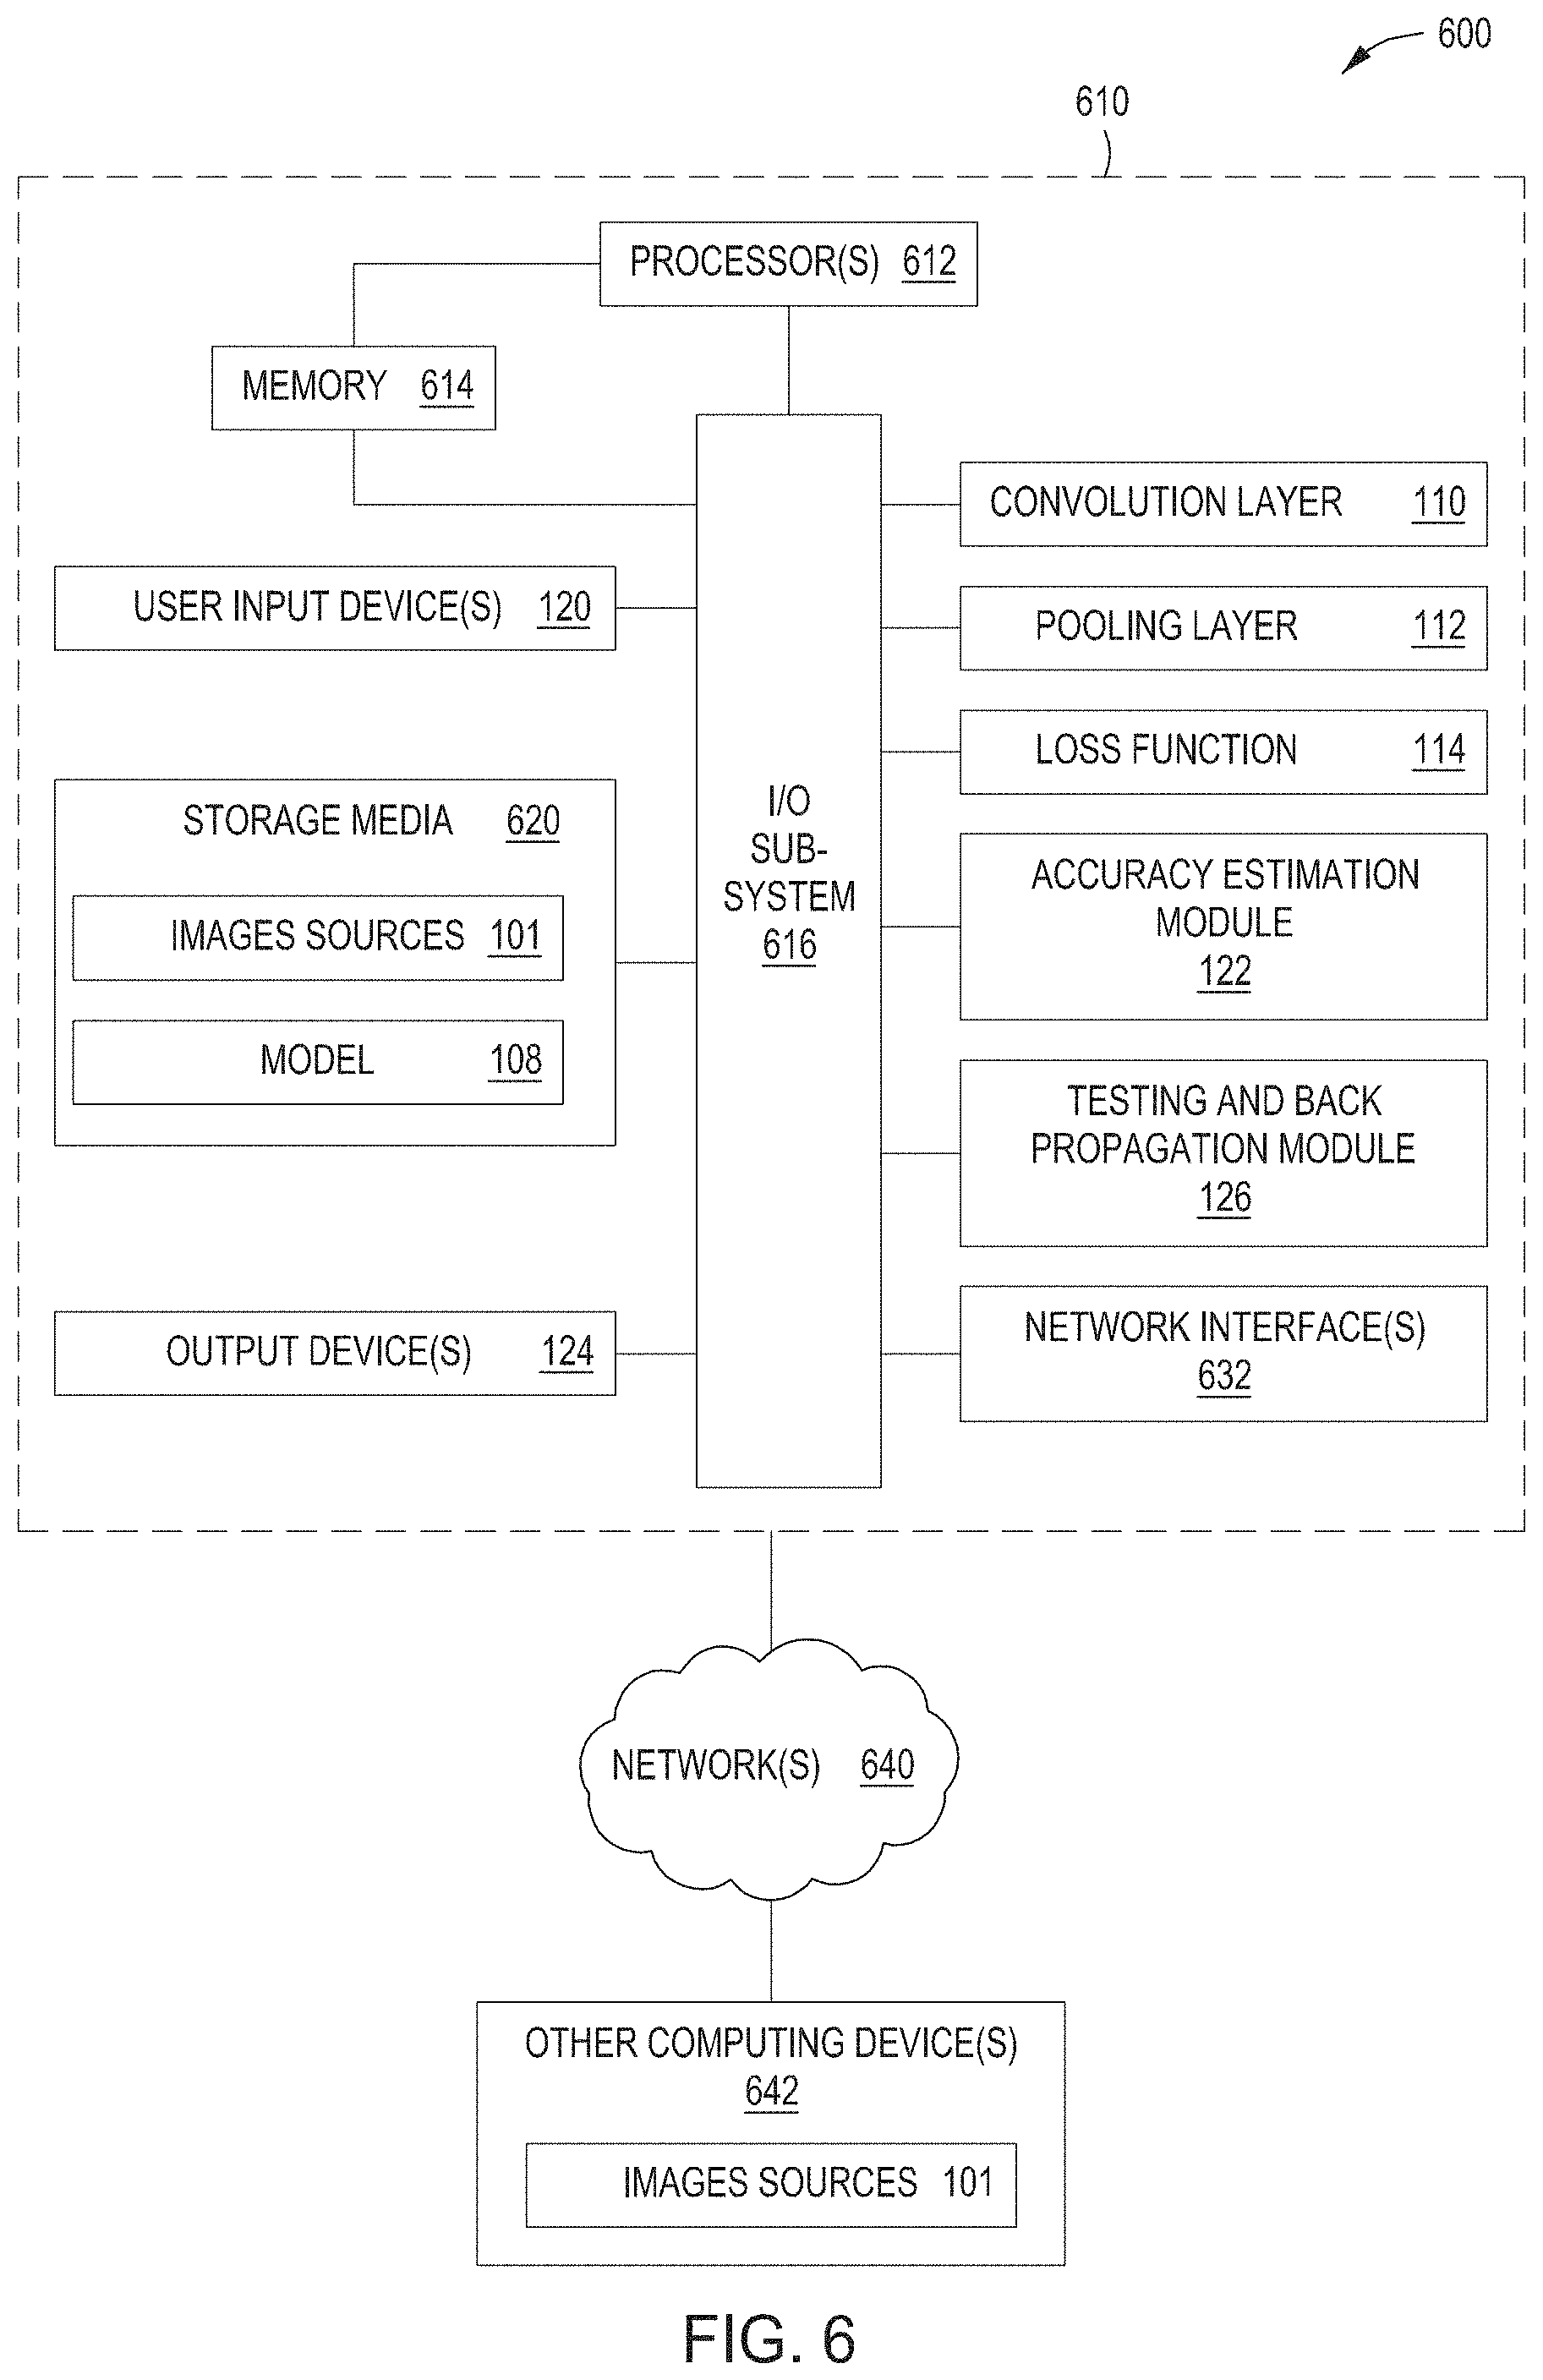 600
610
PROCESSOR(S) 612
MEMORY 614
CONVOLUTION LAYER 110
USER INPUT DEVICE(S) 120
POOLING LAYER 112
LOSS FUNCTION 114
STORAGE MEDIA 620
IMAGES SOURCES 101
MODEL 108
I/O
SUB-
SYSTEM
616
ACCURACY ESTIMATION
MODULE
122
TESTING AND BACK
PROPAGATION MODULE
126
OUTPUT DEVICE(S) 124
NETWORK INTERFACE(S)
632
NETWORK(S) 640
OTHER COMPUTING DEVICE(S)
642
IMAGES SOURCES 101
FIG. 6